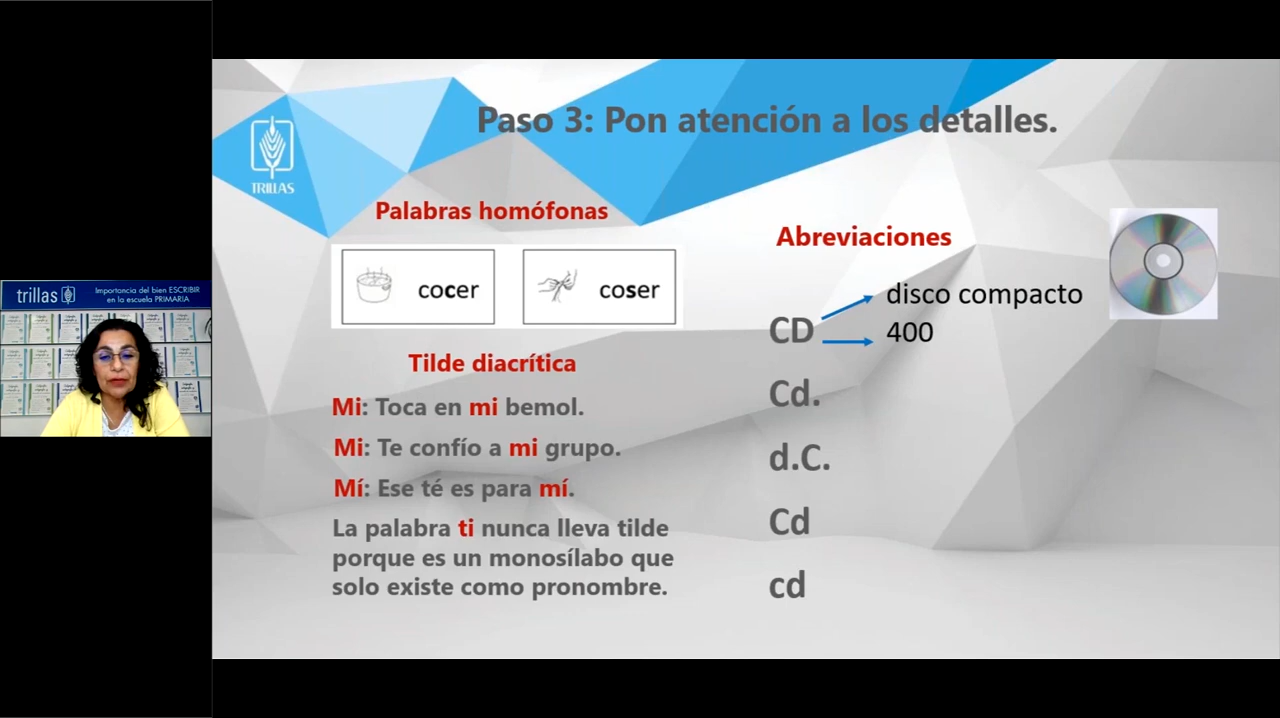 trillas
Importancia del bien ESCRIBIR
en la escuela PRIMARIA
TRILLAS
Paso 3: Pon atención a los detalles.
Palabras homófonas
cocer
coser
Tilde diacrítica
Mi: Toca en mi bemol.
Mi: Te confío a mi grupo.
Mí: Ese té es para mí.
La palabra ti nunca lleva tilde
porque es un monosílabo que
solo existe como pronombre.
Abreviaciones
CD
disco compacto
400
Cd.
d.C.
Cd
cd